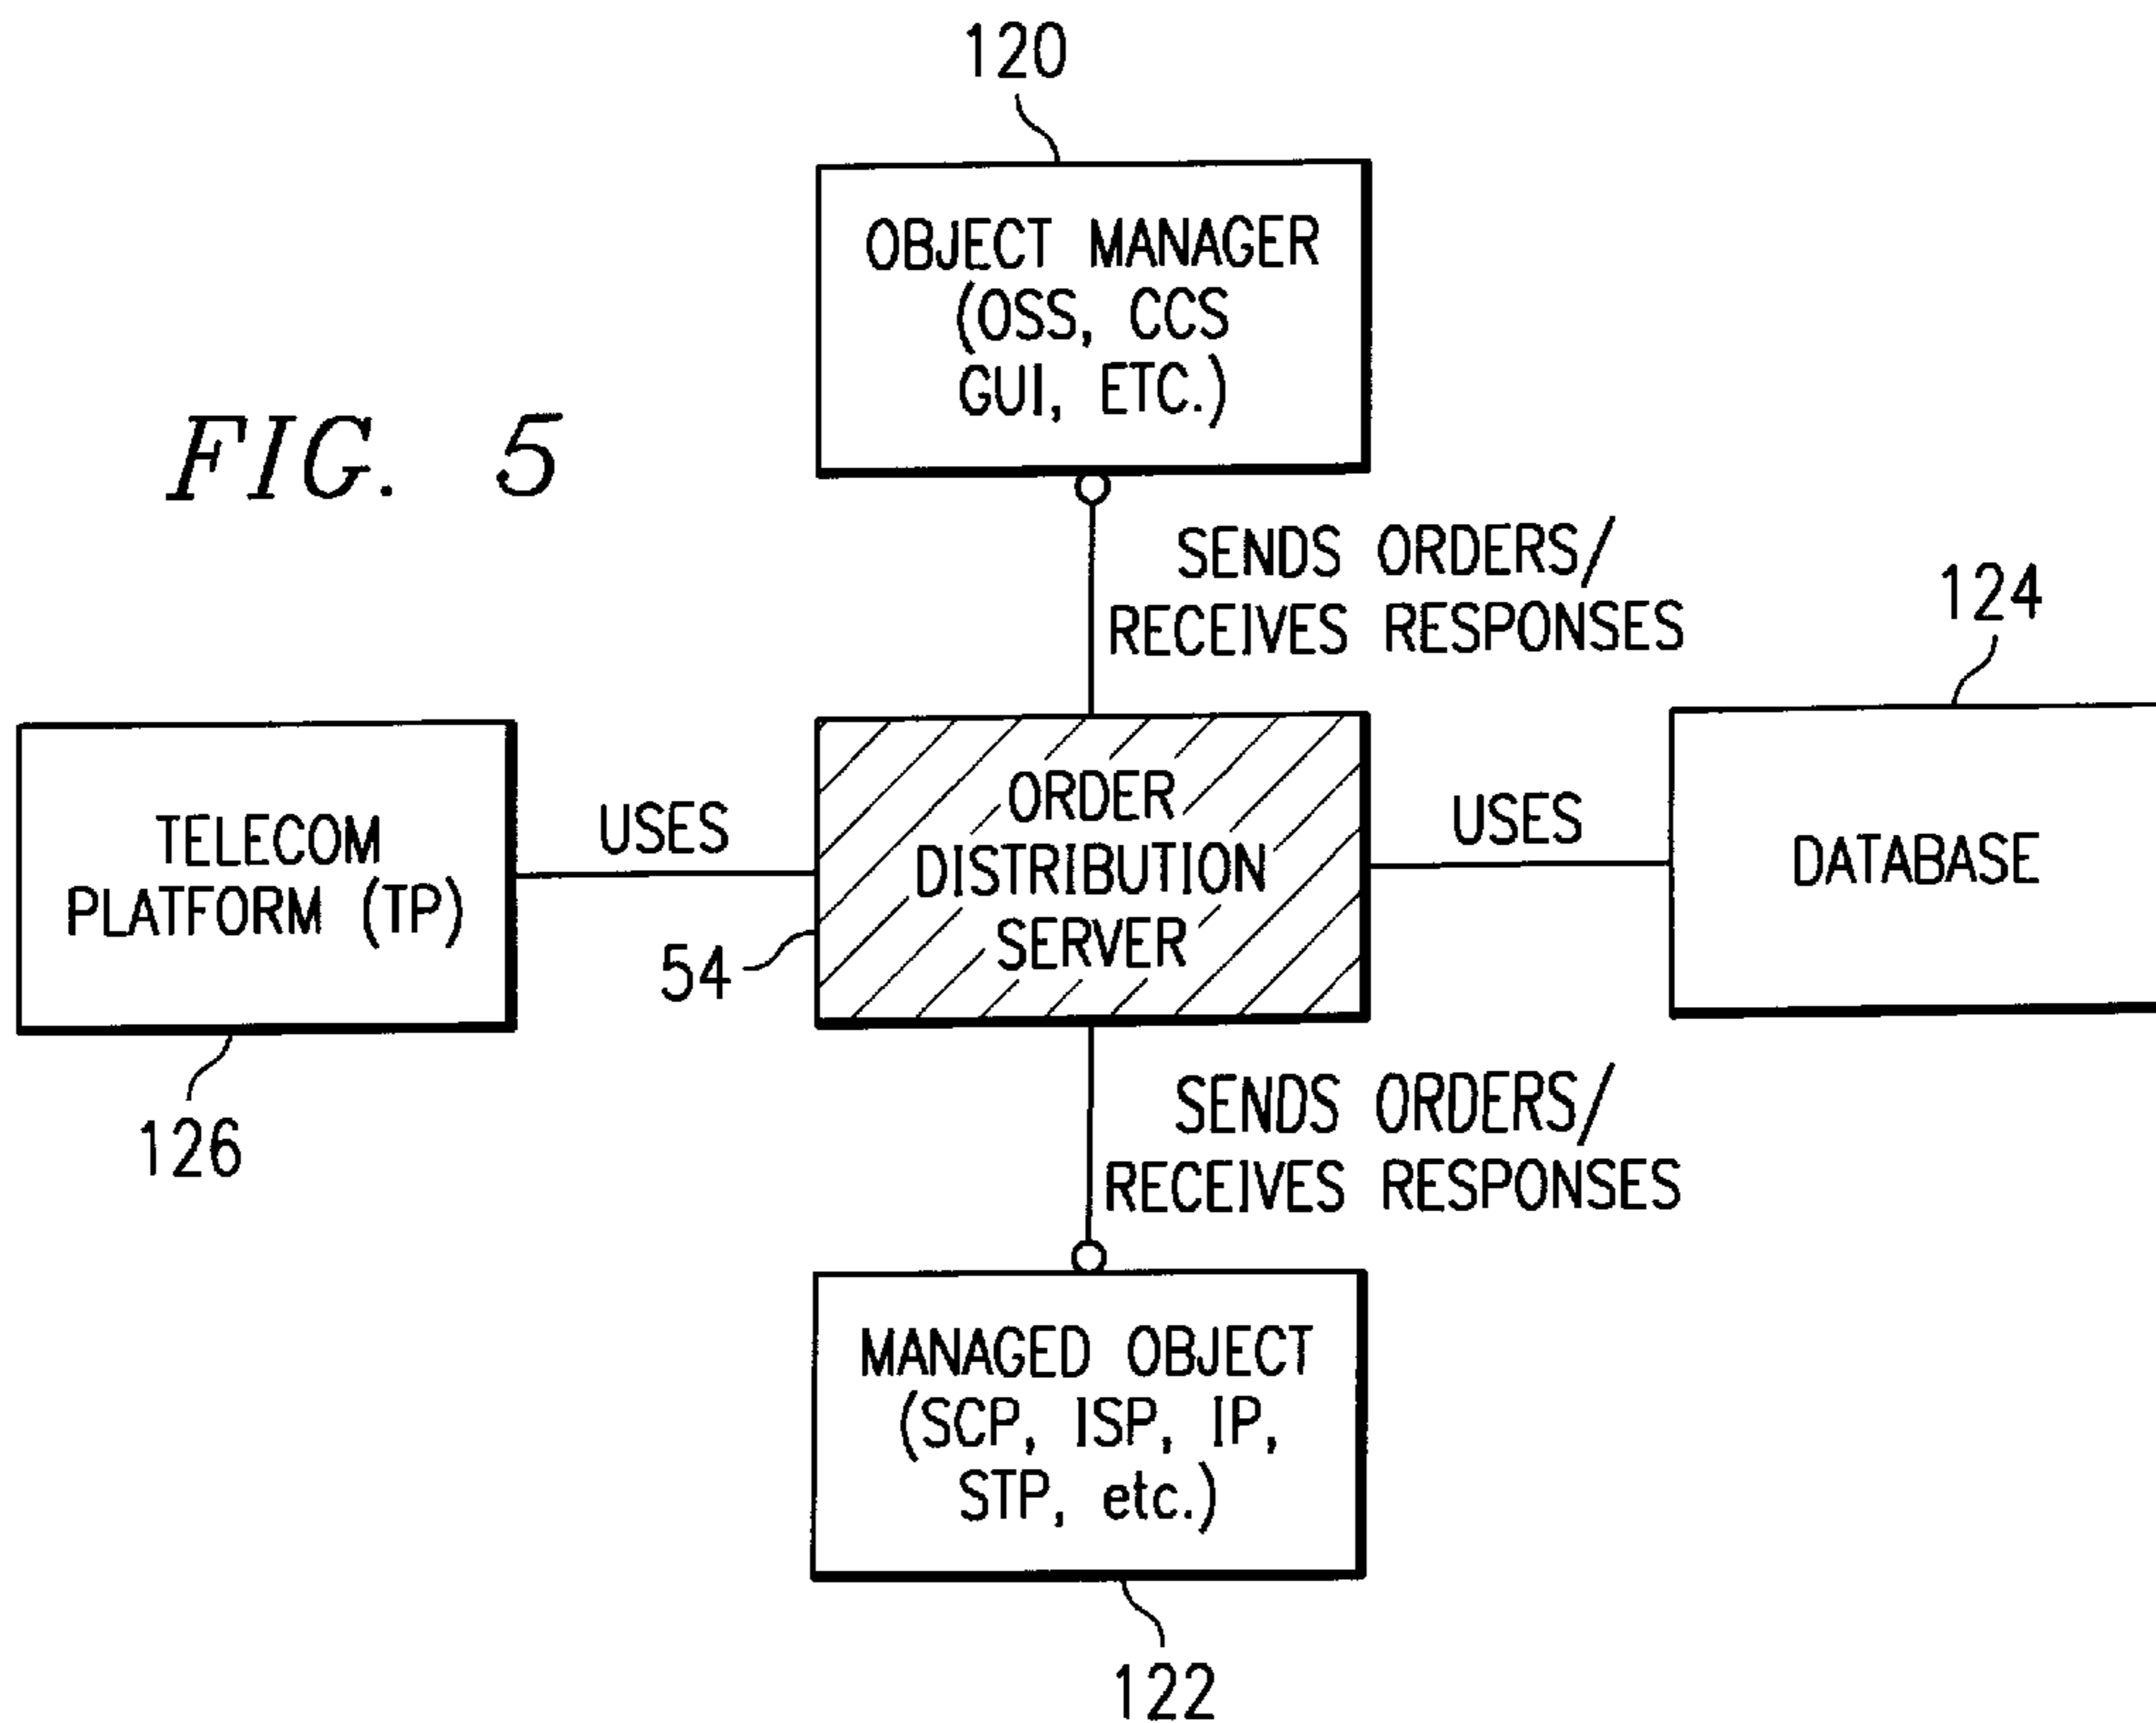 120
OBJECT MANAGER
(OSS, CCS
GUI, ETC.)
FIG. 5
SENDS ORDERS/
RECEIVES RESPONSES
124
TELECOM
PLATFORM (TP)
USES
ORDER
DISTRIBUTION
SERVER
USES
DATABASE
54
126
SENDS ORDERS/
RECEIVES RESPONSES
MANAGED OBJECT
(SCP, ISP, IP,
STP, etc.)
122